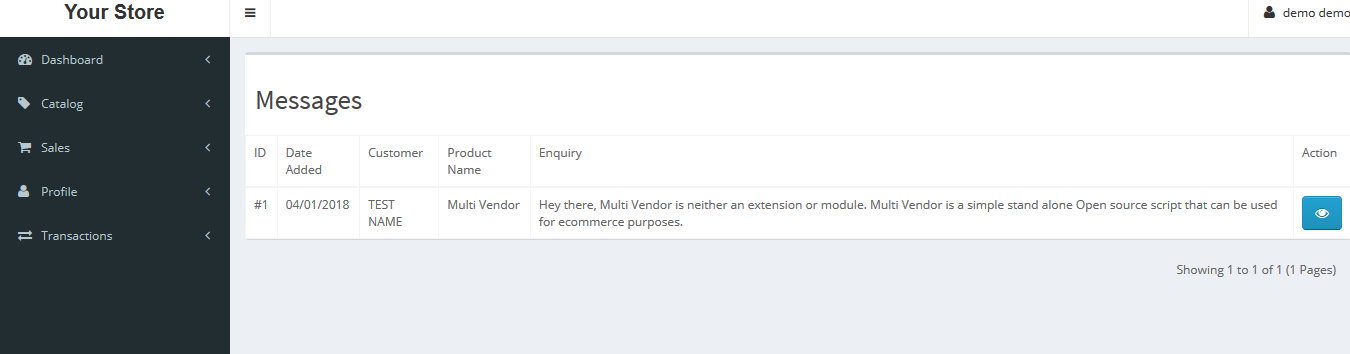 Your Store
demo demo
Dashboard
Catalog
Sales
Profile
Transactions
Messages
ID
Date
Added
Customer
Product
Name
Enquiry
Action
#1
04/01/2018
TEST
NAME
Multi Vendor
Hey there, Multi Vendor is neither an extension or module. Multi Vendor is a simple stand alone Open source script that can be used
for ecommerce purposes.
Showing 1 to 1 of 1 (1 Pages)